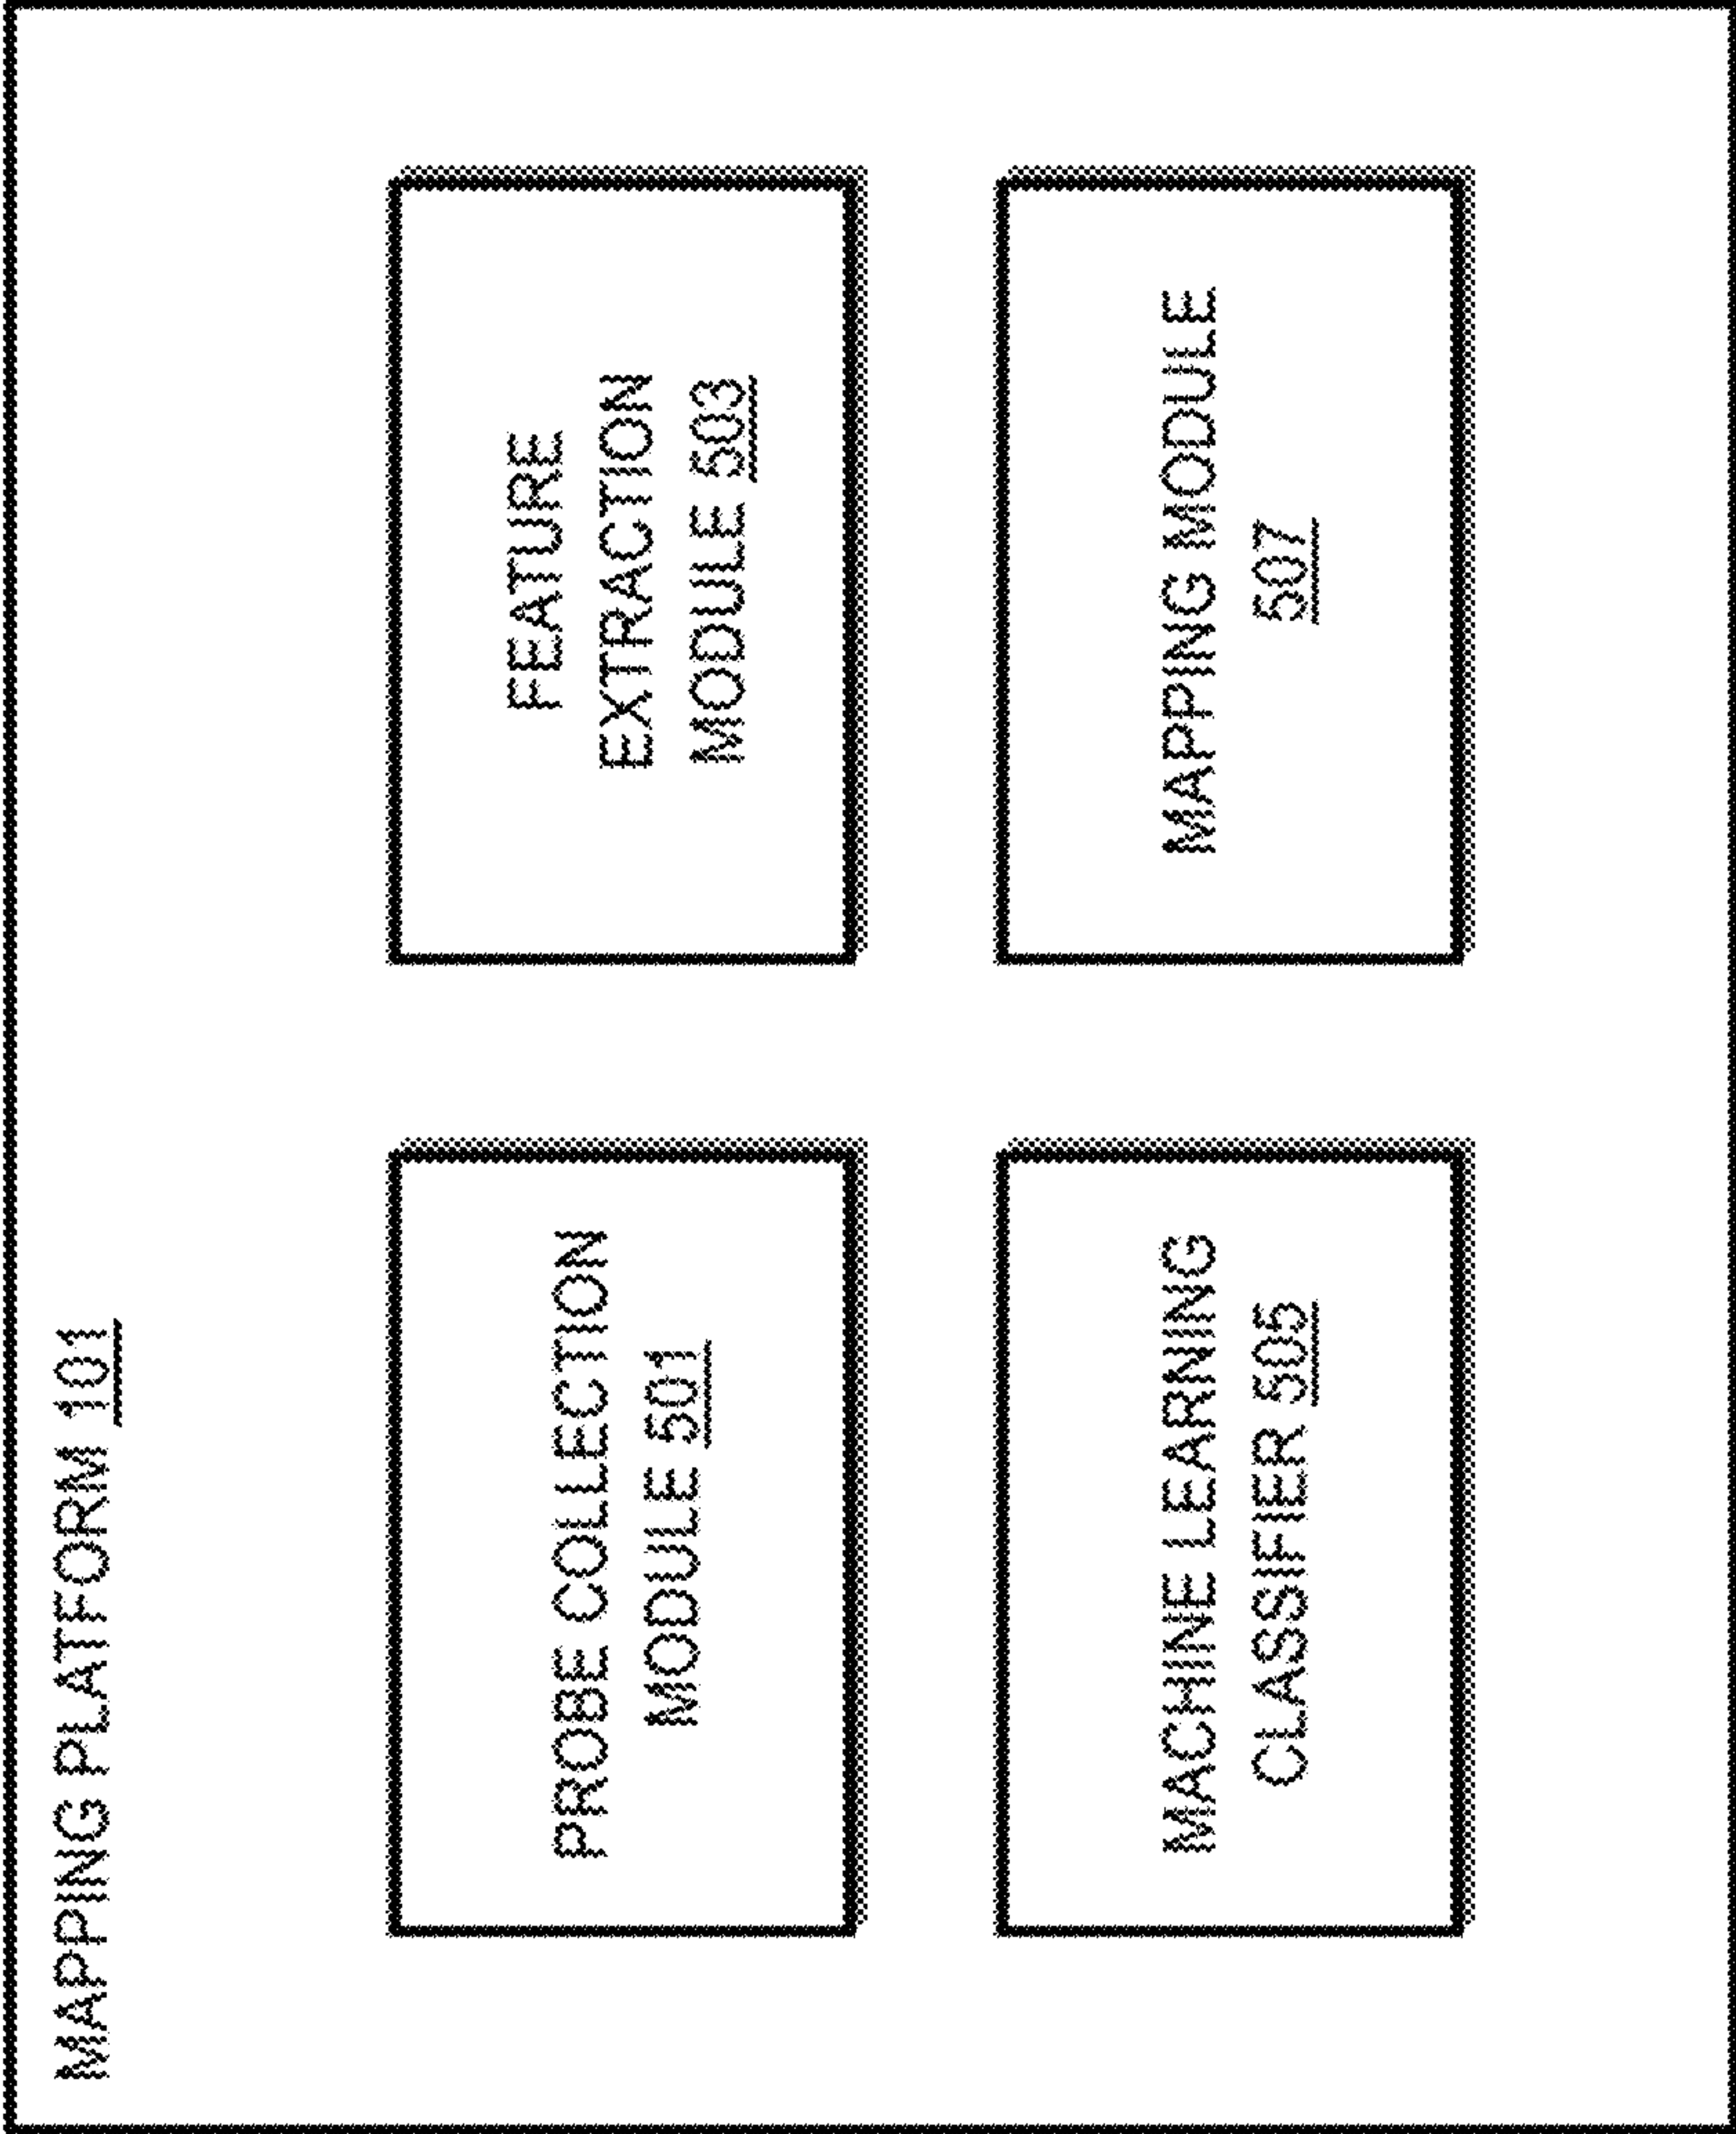 MAPPING PLATFORM 101
PROBE COLLECTION
MODULE 501
FEATURE
EXTRACTION
MODULE 503
MACHINE LEARNING
CLASSIFIER 505
MAPPING MODULE
507